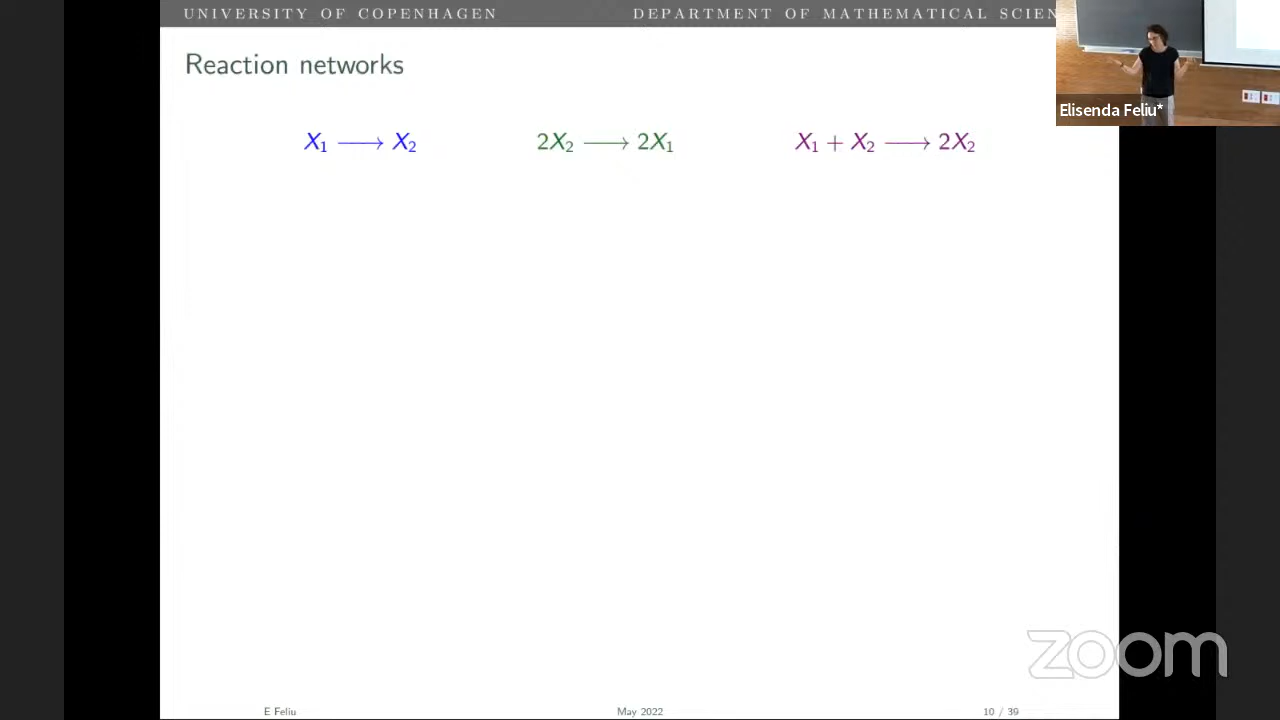 UNIVERSITY OF COPENHAGEN DEPARTMENT OF MATHEMATICAL SCIEN
Elisenda Feliu*
Reaction networks
X₁ ⟶ X₂ 2X₂ ⟶ 2X₁ X₁ + X₂ ⟶ 2X₂
zoom
E Feliu May 2022 10 / 39